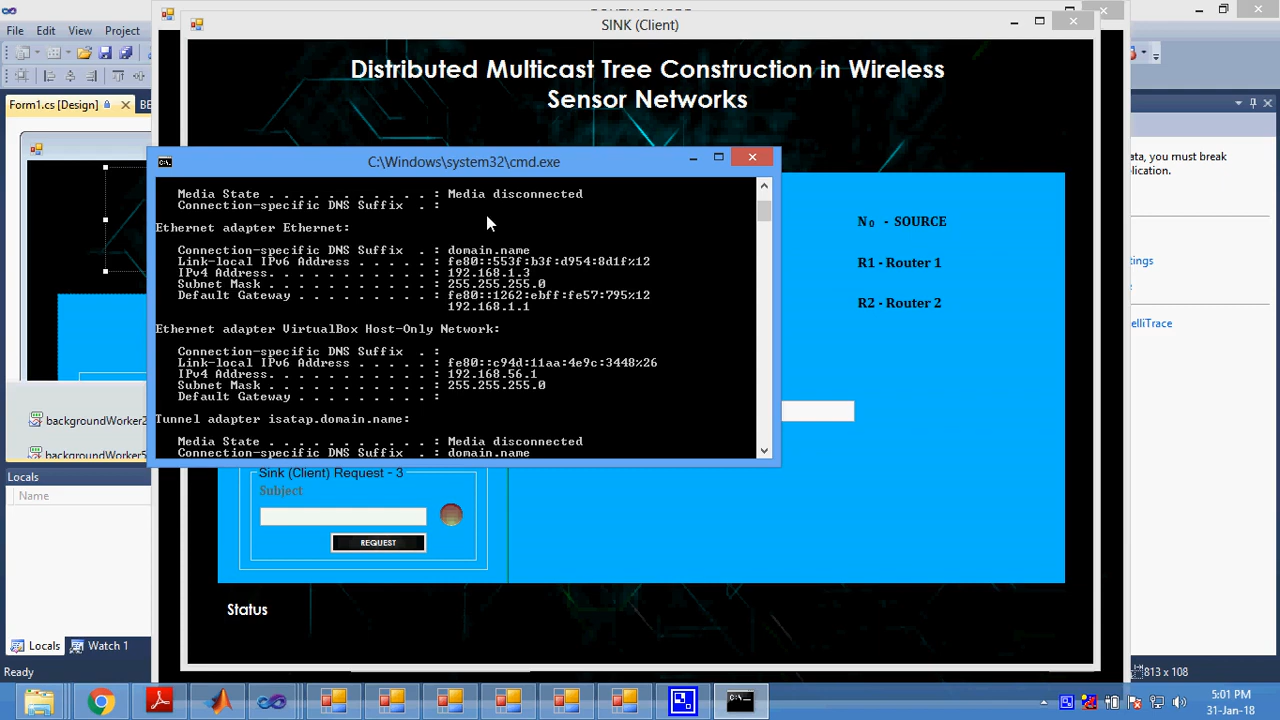 SINK (Client)
File Edit View Project
Form1.cs [Design]
Distributed Multicast Tree Construction in Wireless
Sensor Networks
C:\Windows\system32\cmd.exe
Media State . . . . . . . . . . . : Media disconnected
Connection-specific DNS Suffix . :
Ethernet adapter Ethernet:
Connection-specific DNS Suffix . : domain.name
Link-local IPv6 Address . . . . . : fe80::553f:b3f:d954:8d1f%12
IPv4 Address. . . . . . . . . . . : 192.168.1.3
Subnet Mask . . . . . . . . . . . : 255.255.255.0
Default Gateway . . . . . . . . . : fe80::1262:ebff:fe57:795%12
192.168.1.1
Ethernet adapter VirtualBox Host-Only Network:
Connection-specific DNS Suffix . :
Link-local IPv6 Address . . . . . : fe80::c94d:11aa:4e9c:3448%26
IPv4 Address. . . . . . . . . . . : 192.168.56.1
Subnet Mask . . . . . . . . . . . : 255.255.255.0
Default Gateway . . . . . . . . . :
Tunnel adapter isatap.domain.name:
Media State . . . . . . . . . . . : Media disconnected
Connection-specific DNS Suffix . : domain.name
N0 - SOURCE
R1 - Router 1
R2 - Router 2
ata, you must break
plication.
ttings
telliTrace
backgroundWorker2
backgroundWorker5
Locals
Name
Sink (Client) Request - 3
Subject
REQUEST
Status
Locals Watch 1
Ready
813 x 108
5:01 PM
31-Jan-18